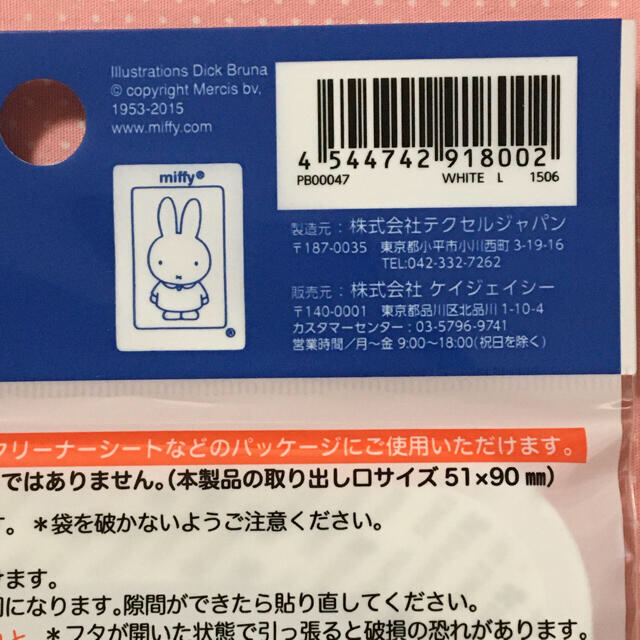 Illustrations Dick Bruna
© copyright Mercis bv,
1953-2015
www.miffy.com
miffy®
®
4 544742 918002
PB00047 WHITE L 1506
製造元：株式会社テクセルジャパン
〒187-0035 東京都小平市小川西町3-19-16
TEL:042-332-7262
販売元：株式会社 ケイジェイシー
〒140-0001 東京都品川区北品川 1-10-4
カスタマーセンター：03-5796-9741
営業時間／月〜金 9:00〜18:00(祝日を除く)
クリーナーシートなどのパッケージにご使用いただけます。
ではありません。(本製品の取り出し口サイズ 51×90㎜)
す。 *袋を破かないようご注意ください。
けます。
になります。隙間ができたら貼り直してください。
*フタが開いた状態で引っ張ると破損の恐れがあります。